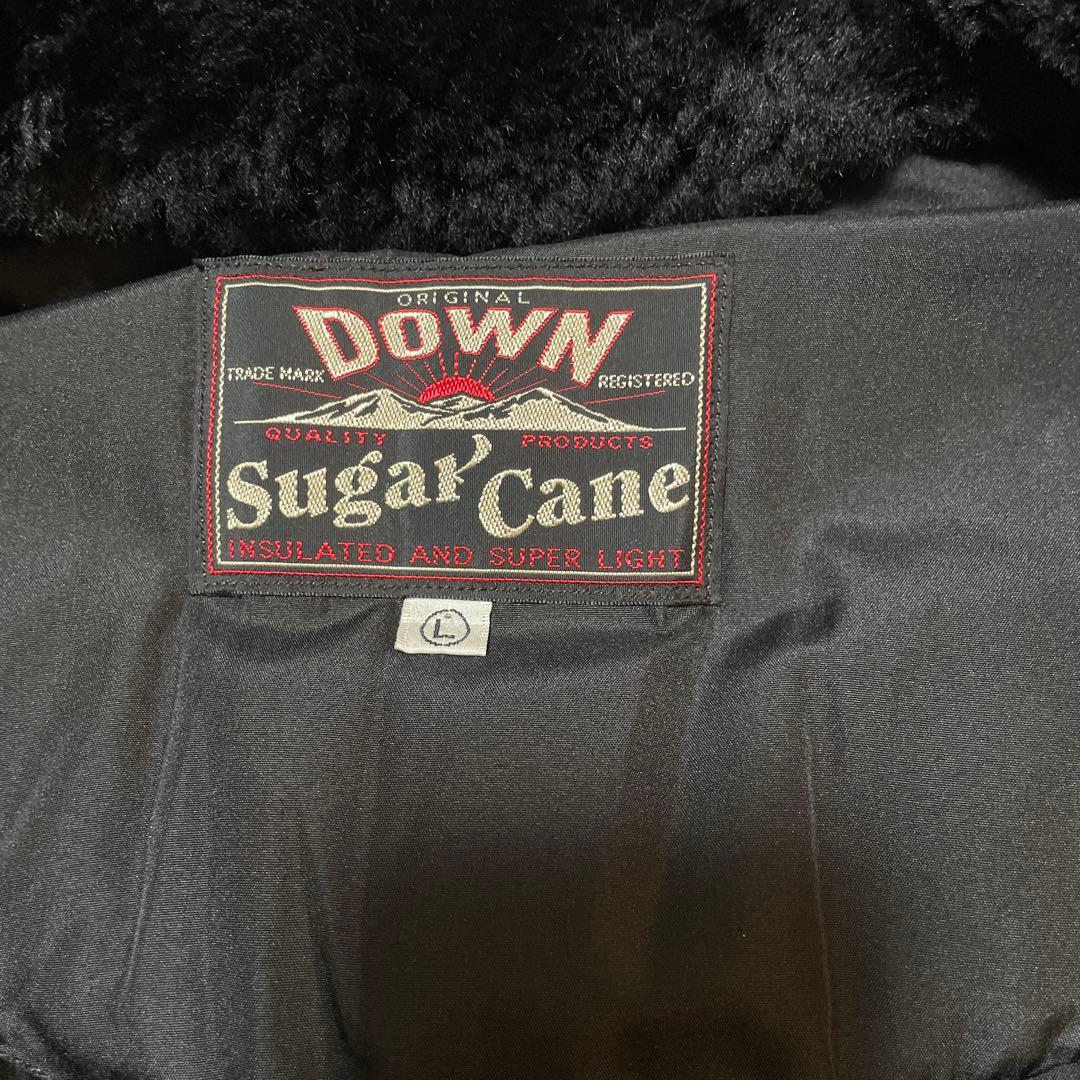 ORIGINAL
DOWN
TRADE MARK REGISTERED
QUALITY PRODUCTS
Sugar Cane
INSULATED AND SUPER LIGHT
L